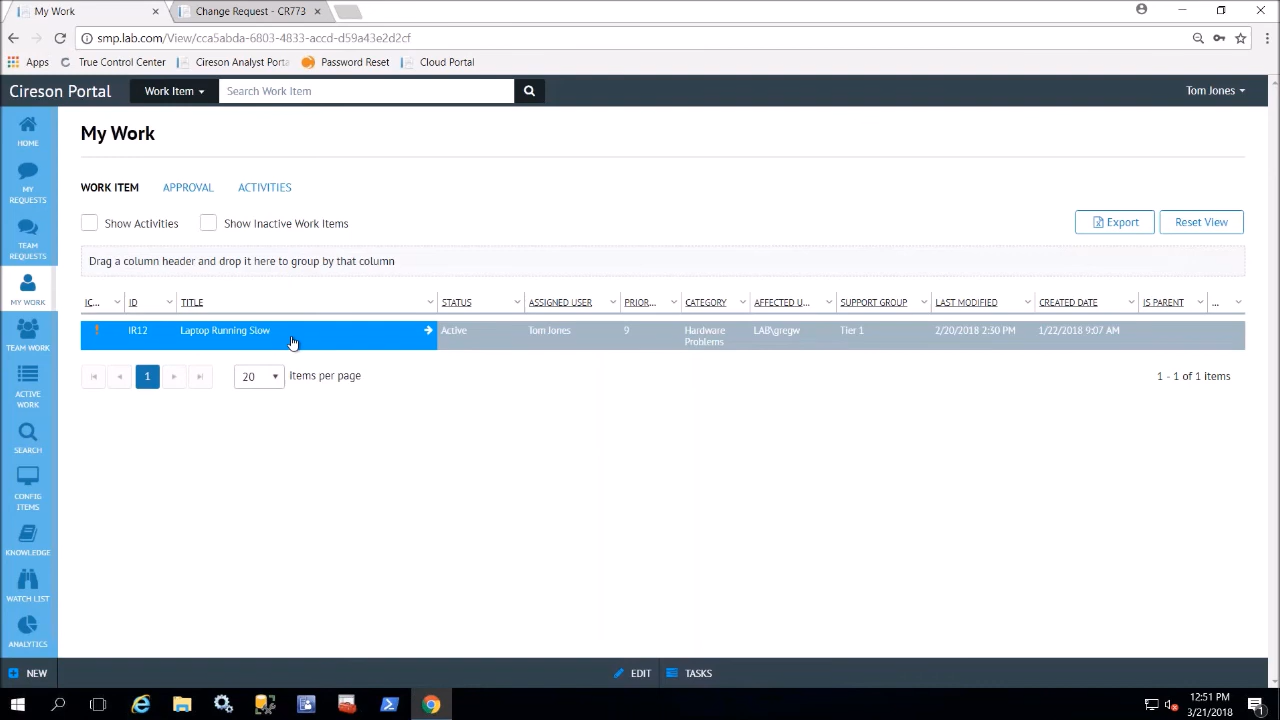 My Work
Change Request - CR773
smp.lab.com/View/cca5abda-6803-4833-accd-d59a43e2d2cf
Apps True Control Center Cireson Analyst Porta Password Reset Cloud Portal
Cireson Portal Work Item Search Work Item Tom Jones
HOME
MY REQUESTS
TEAM REQUESTS
MY WORK
TEAM WORK
ACTIVE WORK
SEARCH
CONFIG ITEMS
KNOWLEDGE
WATCH LIST
ANALYTICS
My Work
WORK ITEM APPROVAL ACTIVITIES
Show Activities Show Inactive Work Items Export Reset View
Drag a column header and drop it here to group by that column
IC... ID TITLE STATUS ASSIGNED USER PRIOR... CATEGORY AFFECTED U... SUPPORT GROUP LAST MODIFIED CREATED DATE IS PARENT ...
IR12 Laptop Running Slow Active Tom Jones 9 Hardware Problems LAB\gregw Tier 1 2/20/2018 2:30 PM 1/22/2018 9:07 AM
1 20 items per page 1 - 1 of 1 items
NEW EDIT TASKS
12:51 PM
3/21/2018
1